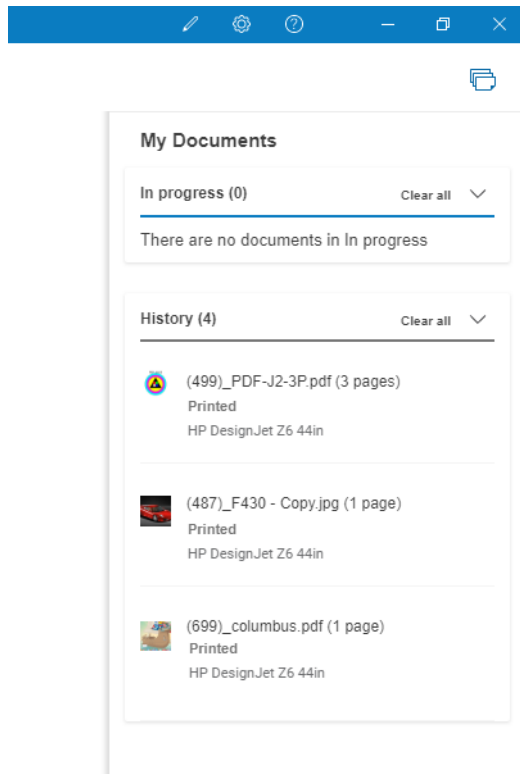 My Documents
In progress (0) Clear all
There are no documents in In progress
History (4) Clear all
(499)_PDF-J2-3P.pdf (3 pages)
Printed
HP DesignJet Z6 44in
(487)_F430 - Copy.jpg (1 page)
Printed
HP DesignJet Z6 44in
(699)_columbus.pdf (1 page)
Printed
HP DesignJet Z6 44in